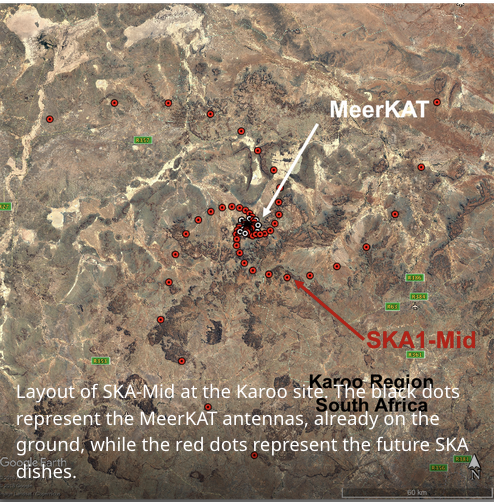 MeerKAT
SKA1-Mid
Karoo Region
South Africa
Layout of SKA-Mid at the Karoo site. The black dots
represent the MeerKAT antennas, already on the
ground, while the red dots represent the future SKA
dishes.
Google Earth
60 km
N